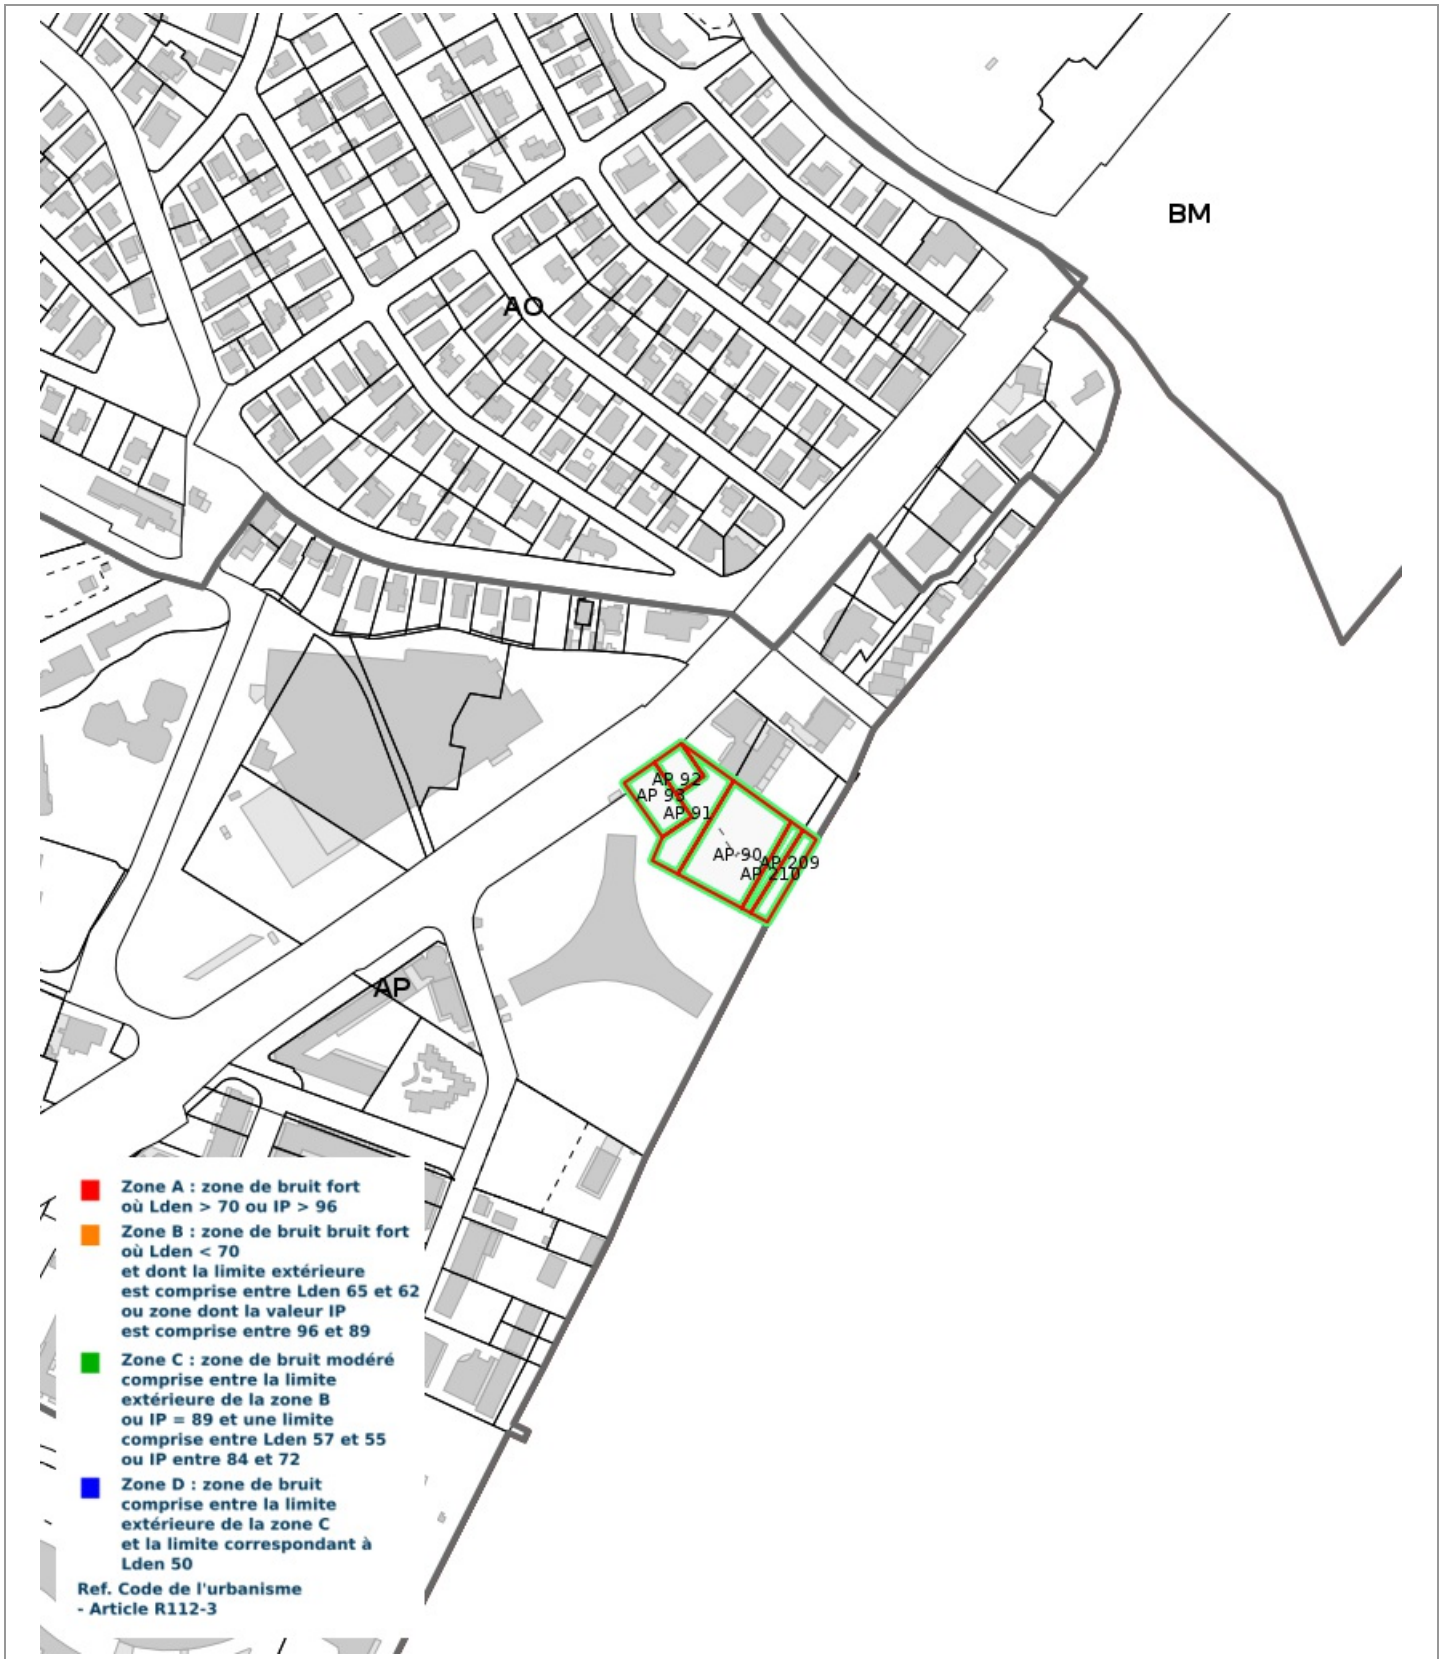 BM
AO
AP 92
AP 93
AP 91
AP 90
AP 209
AP 210
AP
Zone A : zone de bruit fort
où Lden > 70 ou IP > 96
Zone B : zone de bruit bruit fort
où Lden < 70
et dont la limite extérieure
est comprise entre Lden 65 et 62
ou zone dont la valeur IP
est comprise entre 96 et 89
Zone C : zone de bruit modéré
comprise entre la limite
extérieure de la zone B
ou IP = 89 et une limite
comprise entre Lden 57 et 55
ou IP entre 84 et 72
Zone D : zone de bruit
comprise entre la limite
extérieure de la zone C
et la limite correspondant à
Lden 50
Ref. Code de l'urbanisme
- Article R112-3